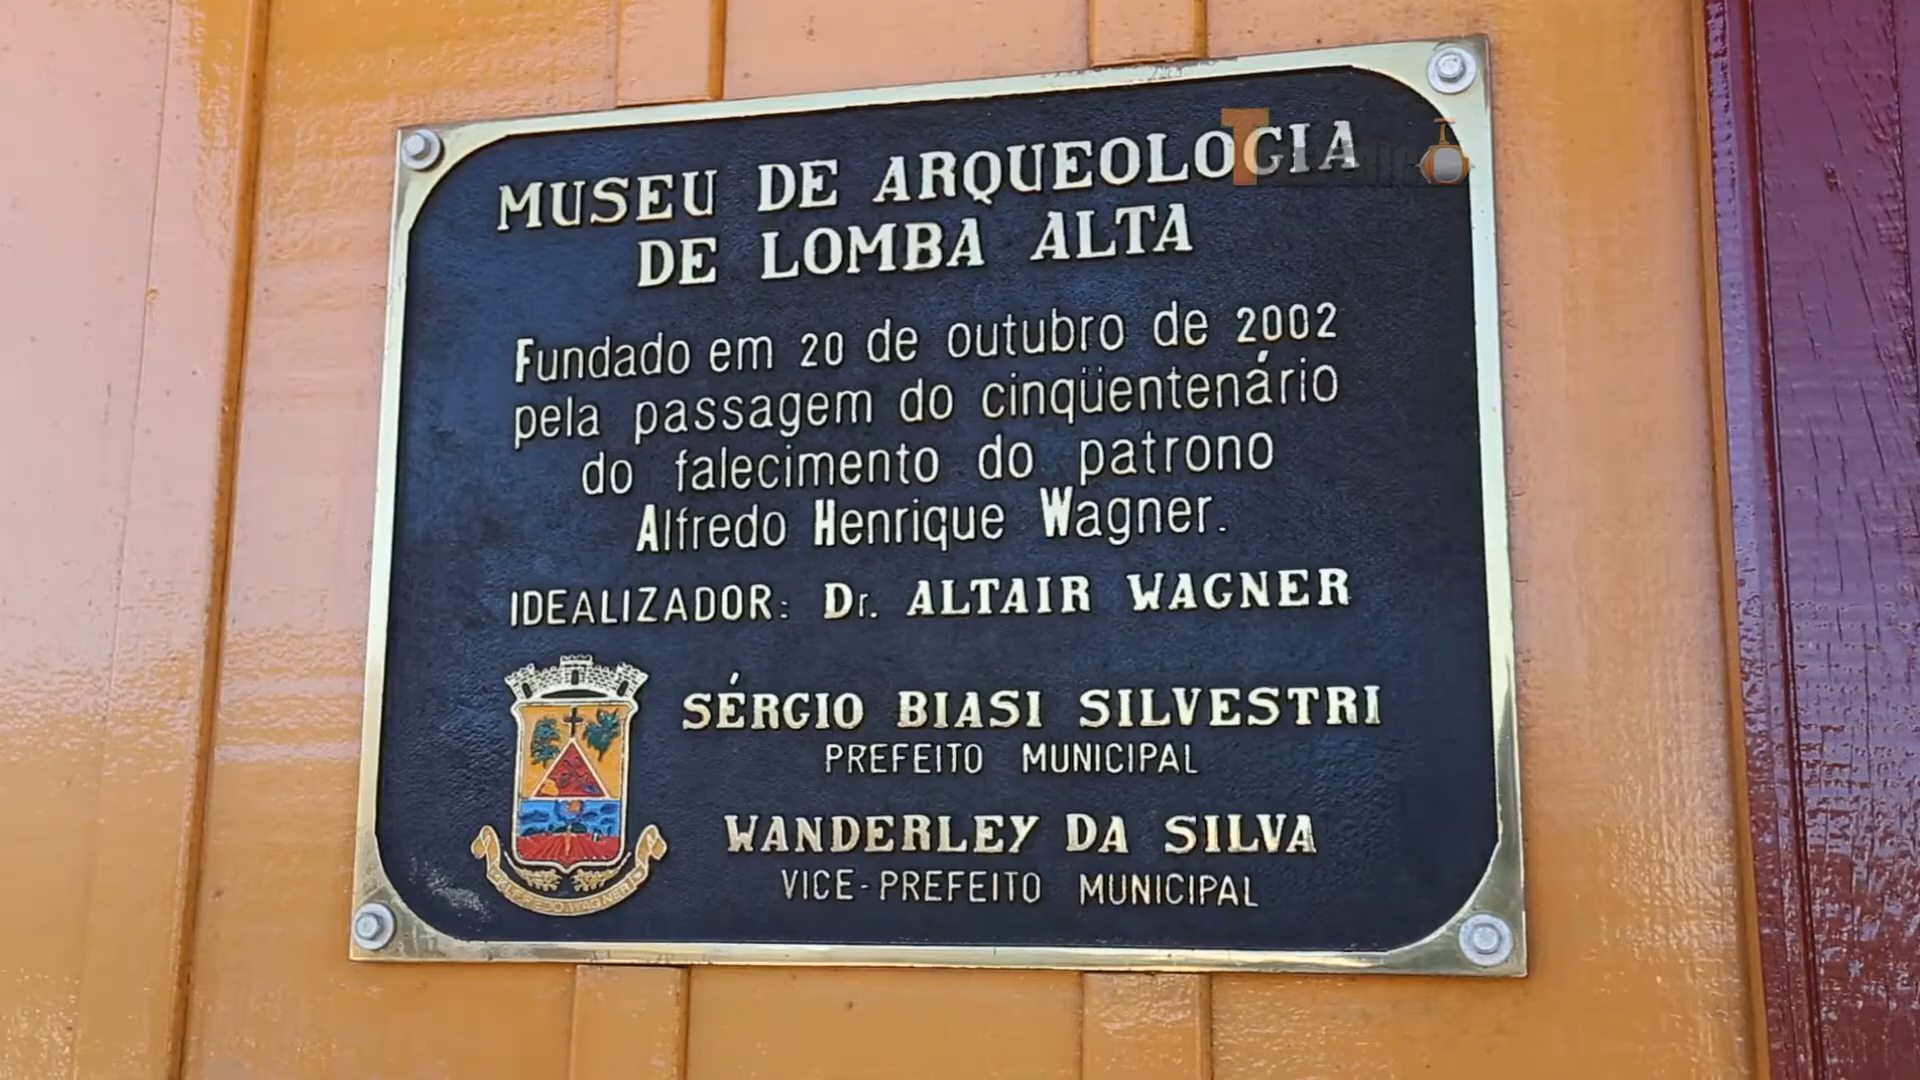 MUSEU DE ARQUEOLOGIA
DE LOMBA ALTA
Fundado em 20 de outubro de 2002
pela passagem do cinqüentenário
do falecimento do patrono
Alfredo Henrique Wagner.
IDEALIZADOR: Dr. ALTAIR WAGNER
SÉRGIO BIASI SILVESTRI
PREFEITO MUNICIPAL
WANDERLEY DA SILVA
VICE-PREFEITO MUNICIPAL
ALFREDO WAGNER